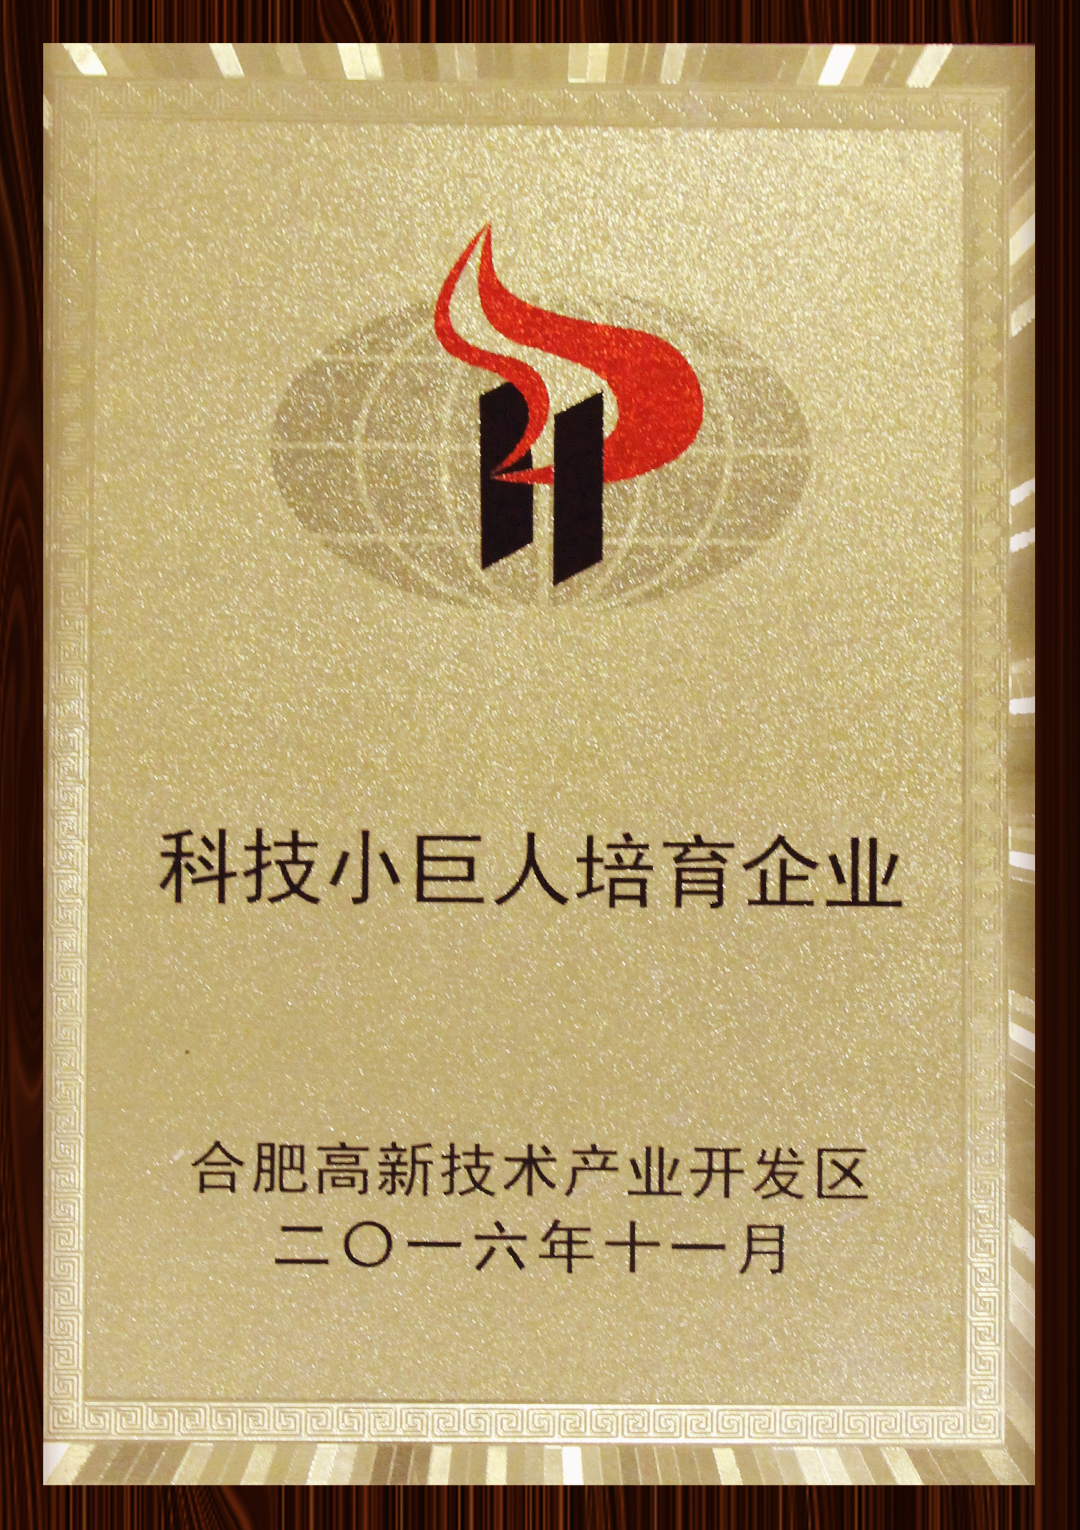 科技小巨人培育企业
合肥高新技术产业开发区
二〇一六年十一月